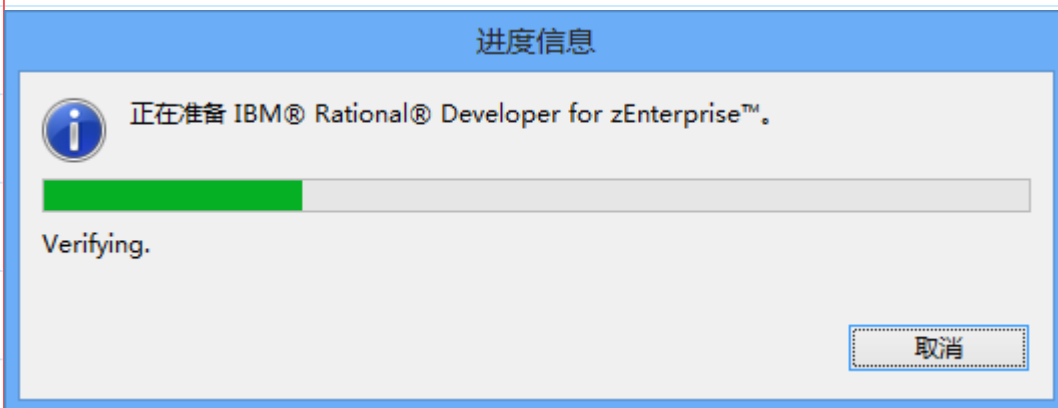 进度信息
正在准备 IBM® Rational® Developer for zEnterprise™。
Verifying.
取消